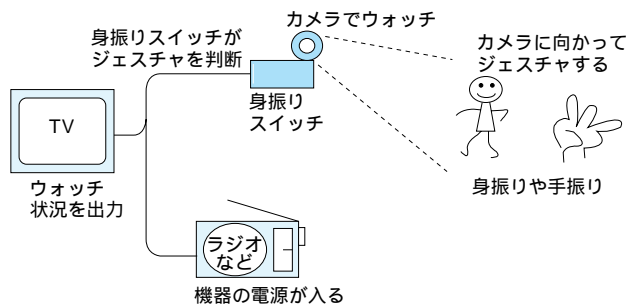 カメラでウォッチ
身振りスイッチが
ジェスチャを判断
カメラに向かって
ジェスチャする
身振り
スイッチ
TV
身振りや手振り
ウォッチ
状況を出力
ラジオ
など
機器の電源が入る